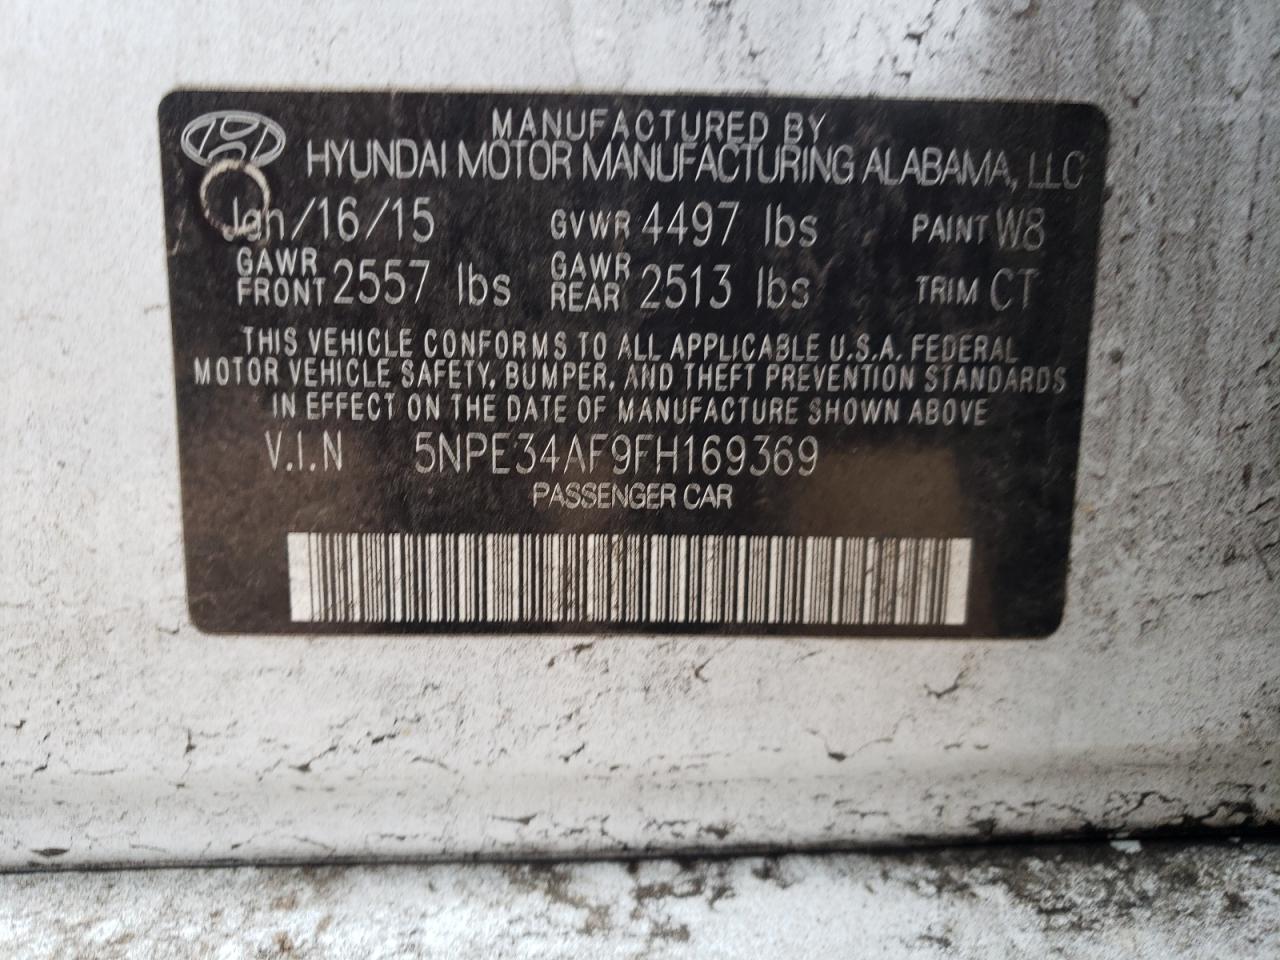 MANUFACTURED BY
HYUNDAI MOTOR MANUFACTURING ALABAMA, LLC
Jan/16/15 GVWR 4497 lbs PAINT W8
GAWR FRONT 2557 lbs GAWR REAR 2513 lbs TRIM CT
THIS VEHICLE CONFORMS TO ALL APPLICABLE U.S.A. FEDERAL
MOTOR VEHICLE SAFETY, BUMPER, AND THEFT PREVENTION STANDARDS
IN EFFECT ON THE DATE OF MANUFACTURE SHOWN ABOVE
V.I.N 5NPE34AF9FH169369
PASSENGER CAR